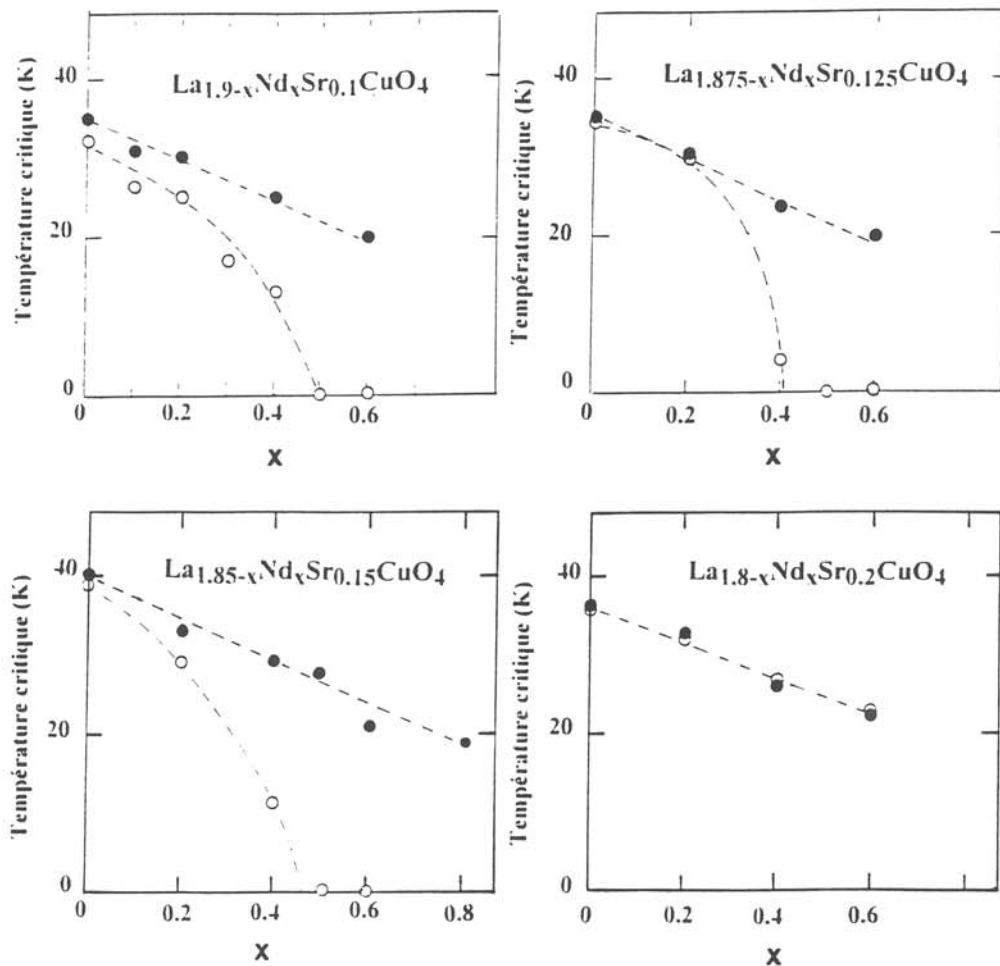 Température critique (K)
40
20
0
La1.9-xNdxSr0.1CuO4
0 0.2 0.4 0.6
X
Température critique (K)
40
20
0
La1.875-xNdxSr0.125CuO4
0 0.2 0.4 0.6
X
Température critique (K)
40
20
0
La1.85-xNdxSr0.15CuO4
0 0.2 0.4 0.6 0.8
X
Température critique (K)
40
20
0
La1.8-xNdxSr0.2CuO4
0 0.2 0.4 0.6
X